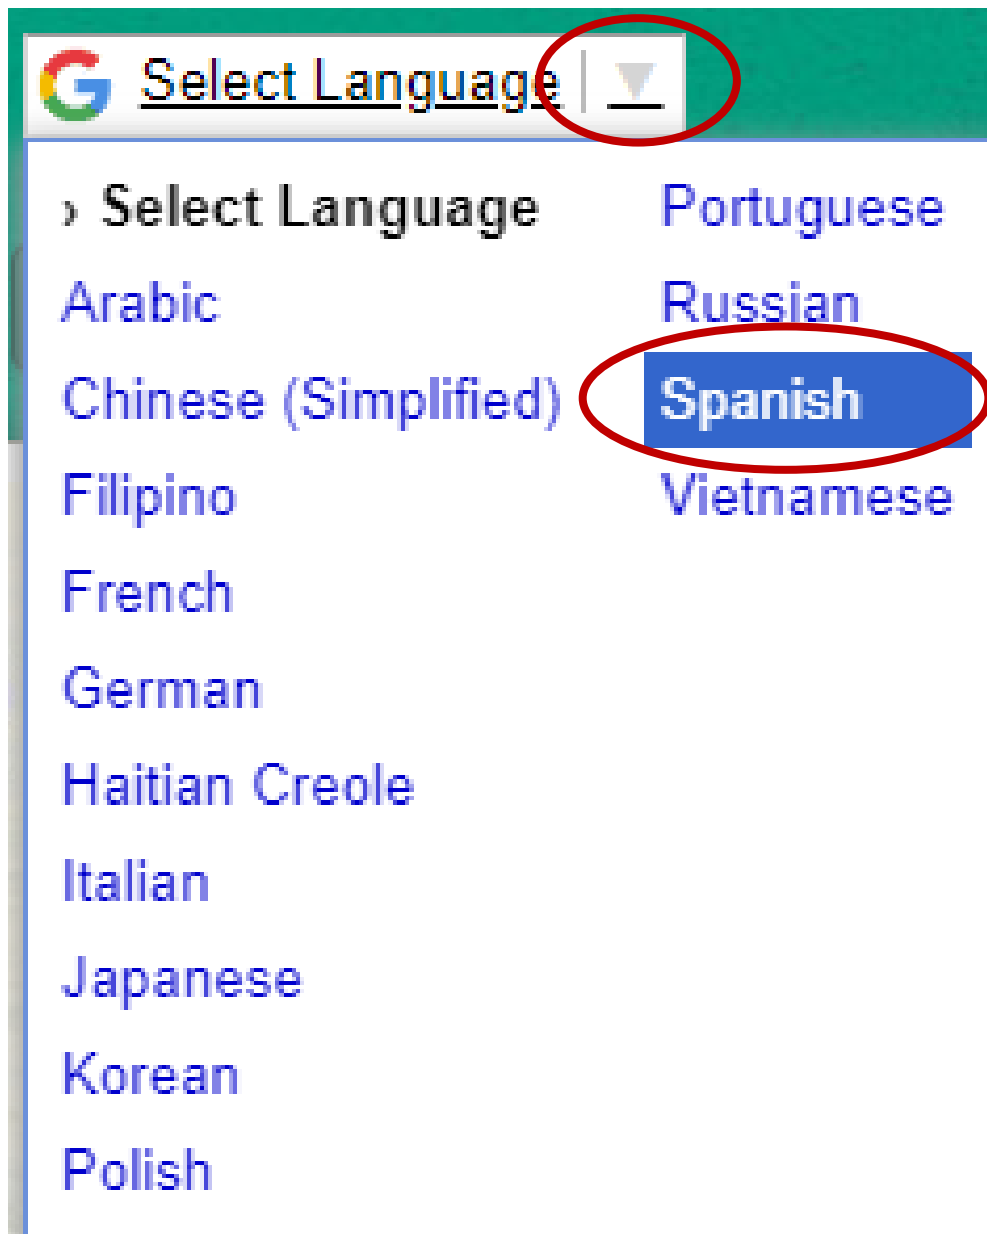 Select Language
› Select Language
Arabic
Chinese (Simplified)
Filipino
French
German
Haitian Creole
Italian
Japanese
Korean
Polish
Portuguese
Russian
Spanish
Vietnamese